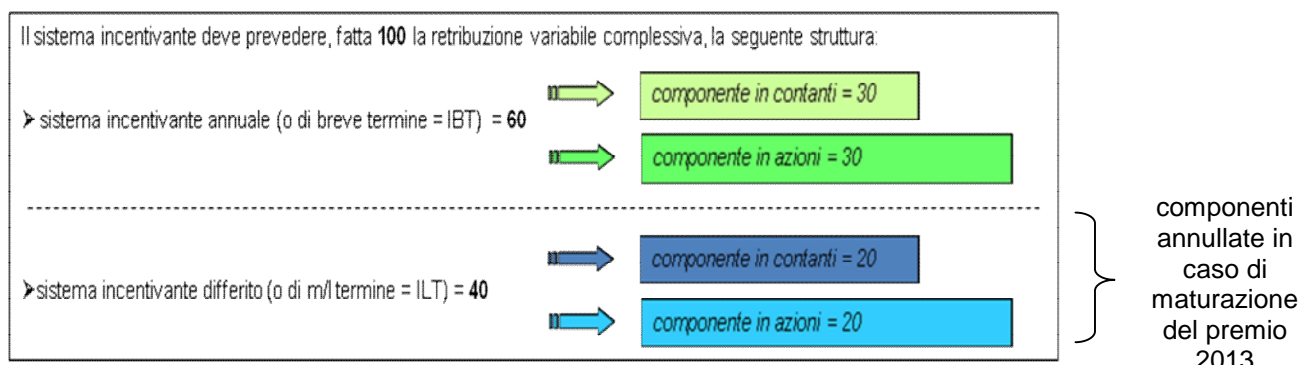 Il sistema incentivante deve prevedere, fatta 100 la retribuzione variabile complessiva, la seguente struttura:
componente in contanti = 30
➢ sistema incentivante annuale (o di breve termine = IBT) = 60
componente in azioni = 30
componente in contanti = 20
➢sistema incentivante differito (o di m/l termine = ILT) = 40
componente in azioni = 20
componenti
annullate in
caso di
maturazione
del premio
2013